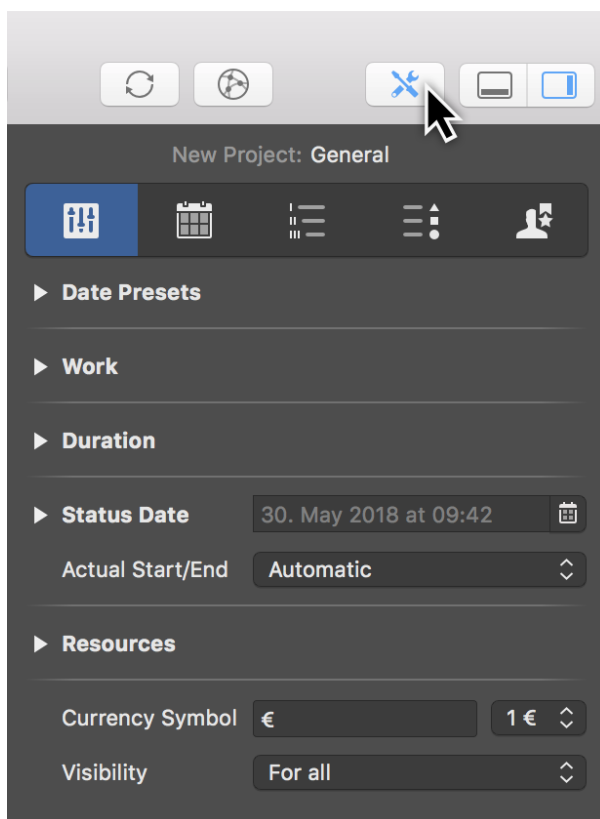 New Project: General
Date Presets
Work
Duration
Status Date 30. May 2018 at 09:42
Actual Start/End Automatic
Resources
Currency Symbol € 1 €
Visibility For all